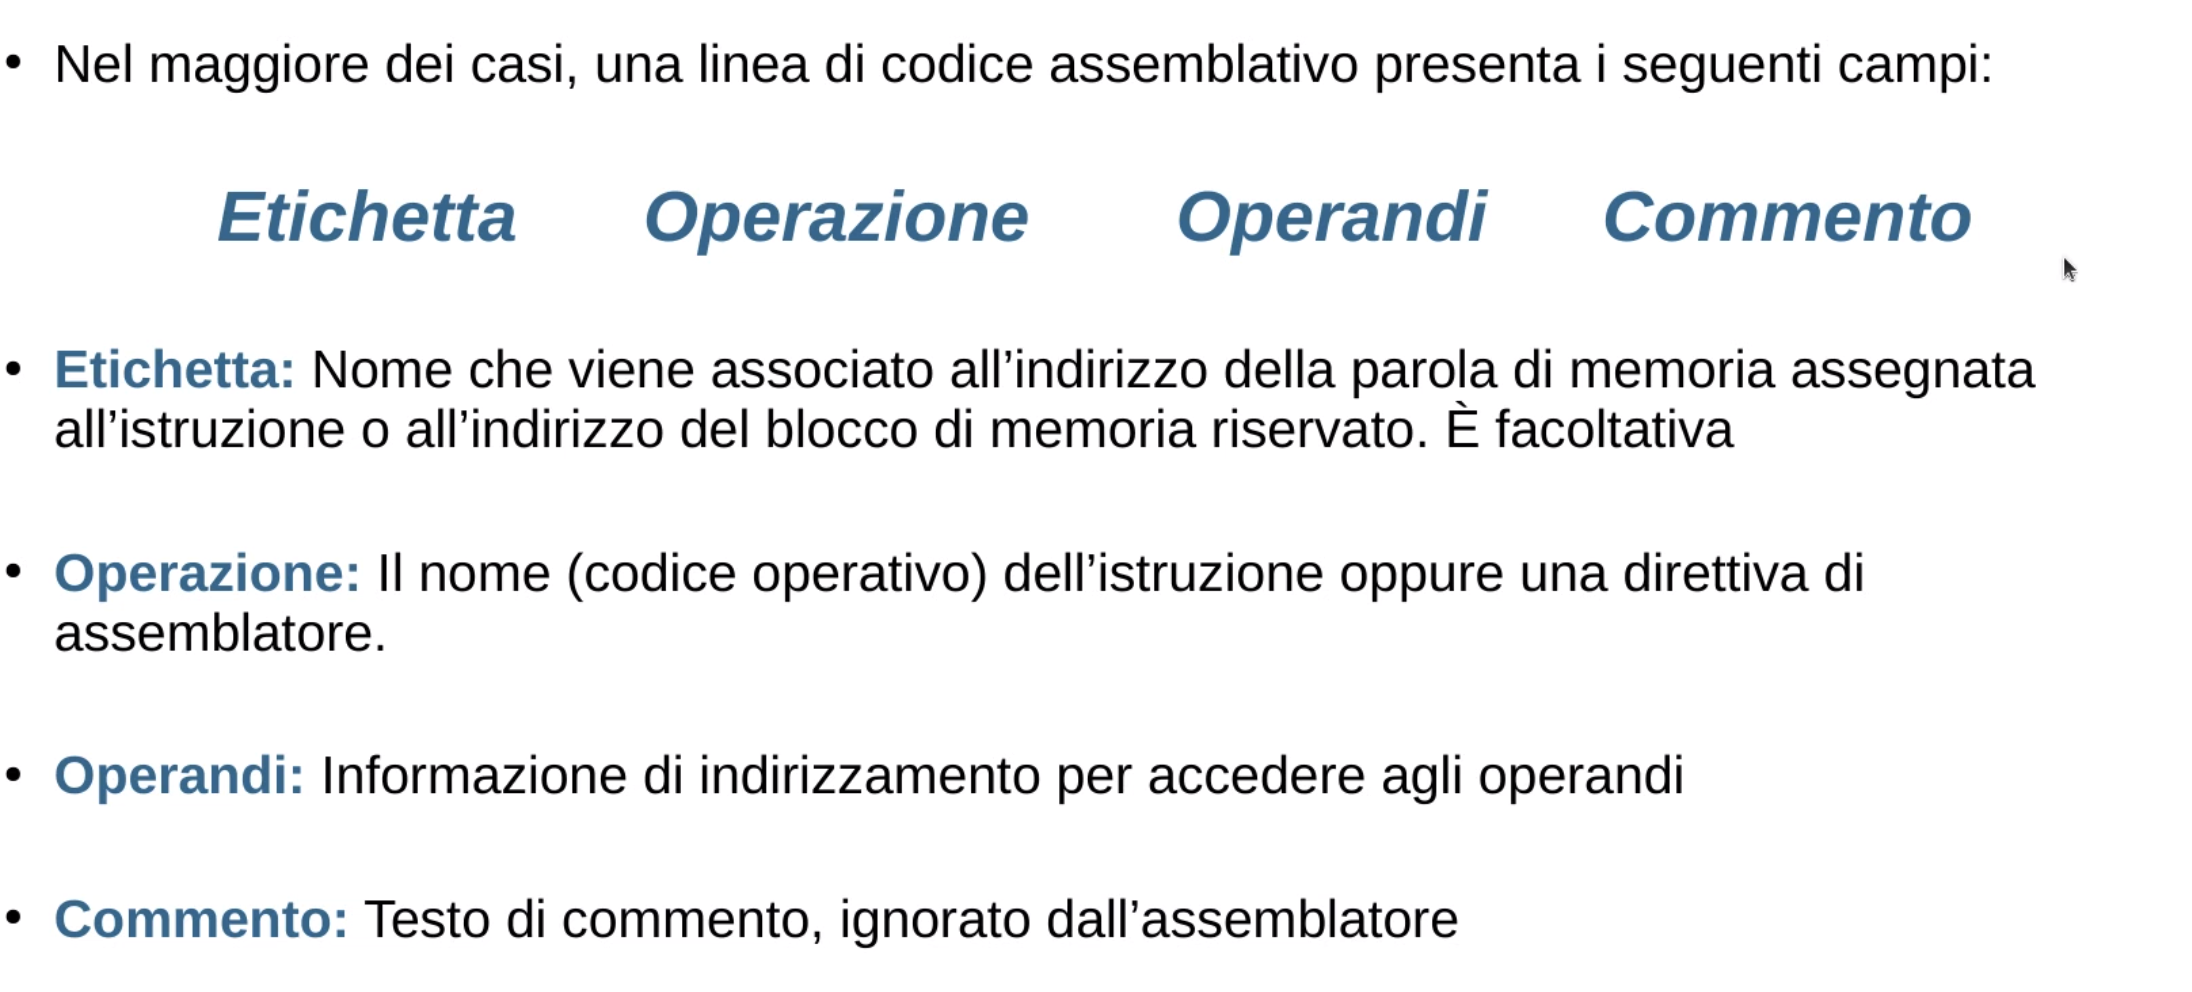 • Nel maggiore dei casi, una linea di codice assemblativo presenta i seguenti campi:
Etichetta Operazione Operandi Commento
• Etichetta: Nome che viene associato all’indirizzo della parola di memoria assegnata
all’istruzione o all’indirizzo del blocco di memoria riservato. È facoltativa
• Operazione: Il nome (codice operativo) dell’istruzione oppure una direttiva di
assemblatore.
• Operandi: Informazione di indirizzamento per accedere agli operandi
• Commento: Testo di commento, ignorato dall’assemblatore